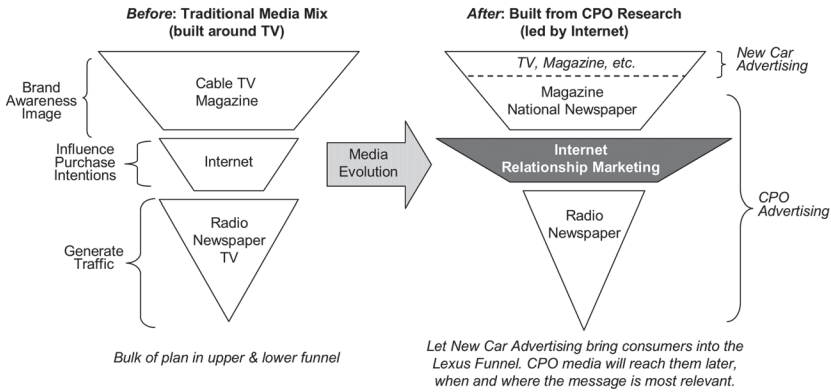 Before: Traditional Media Mix
(built around TV)
Brand
Awareness
Image
Cable TV
Magazine
Influence
Purchase
Intentions
Internet
Generate
Traffic
Radio
Newspaper
TV
Bulk of plan in upper & lower funnel
Media
Evolution
After: Built from CPO Research
(led by Internet)
TV, Magazine, etc.
New Car
Advertising
Magazine
National Newspaper
Internet
Relationship Marketing
CPO
Advertising
Radio
Newspaper
Let New Car Advertising bring consumers into the
Lexus Funnel. CPO media will reach them later,
when and where the message is most relevant.